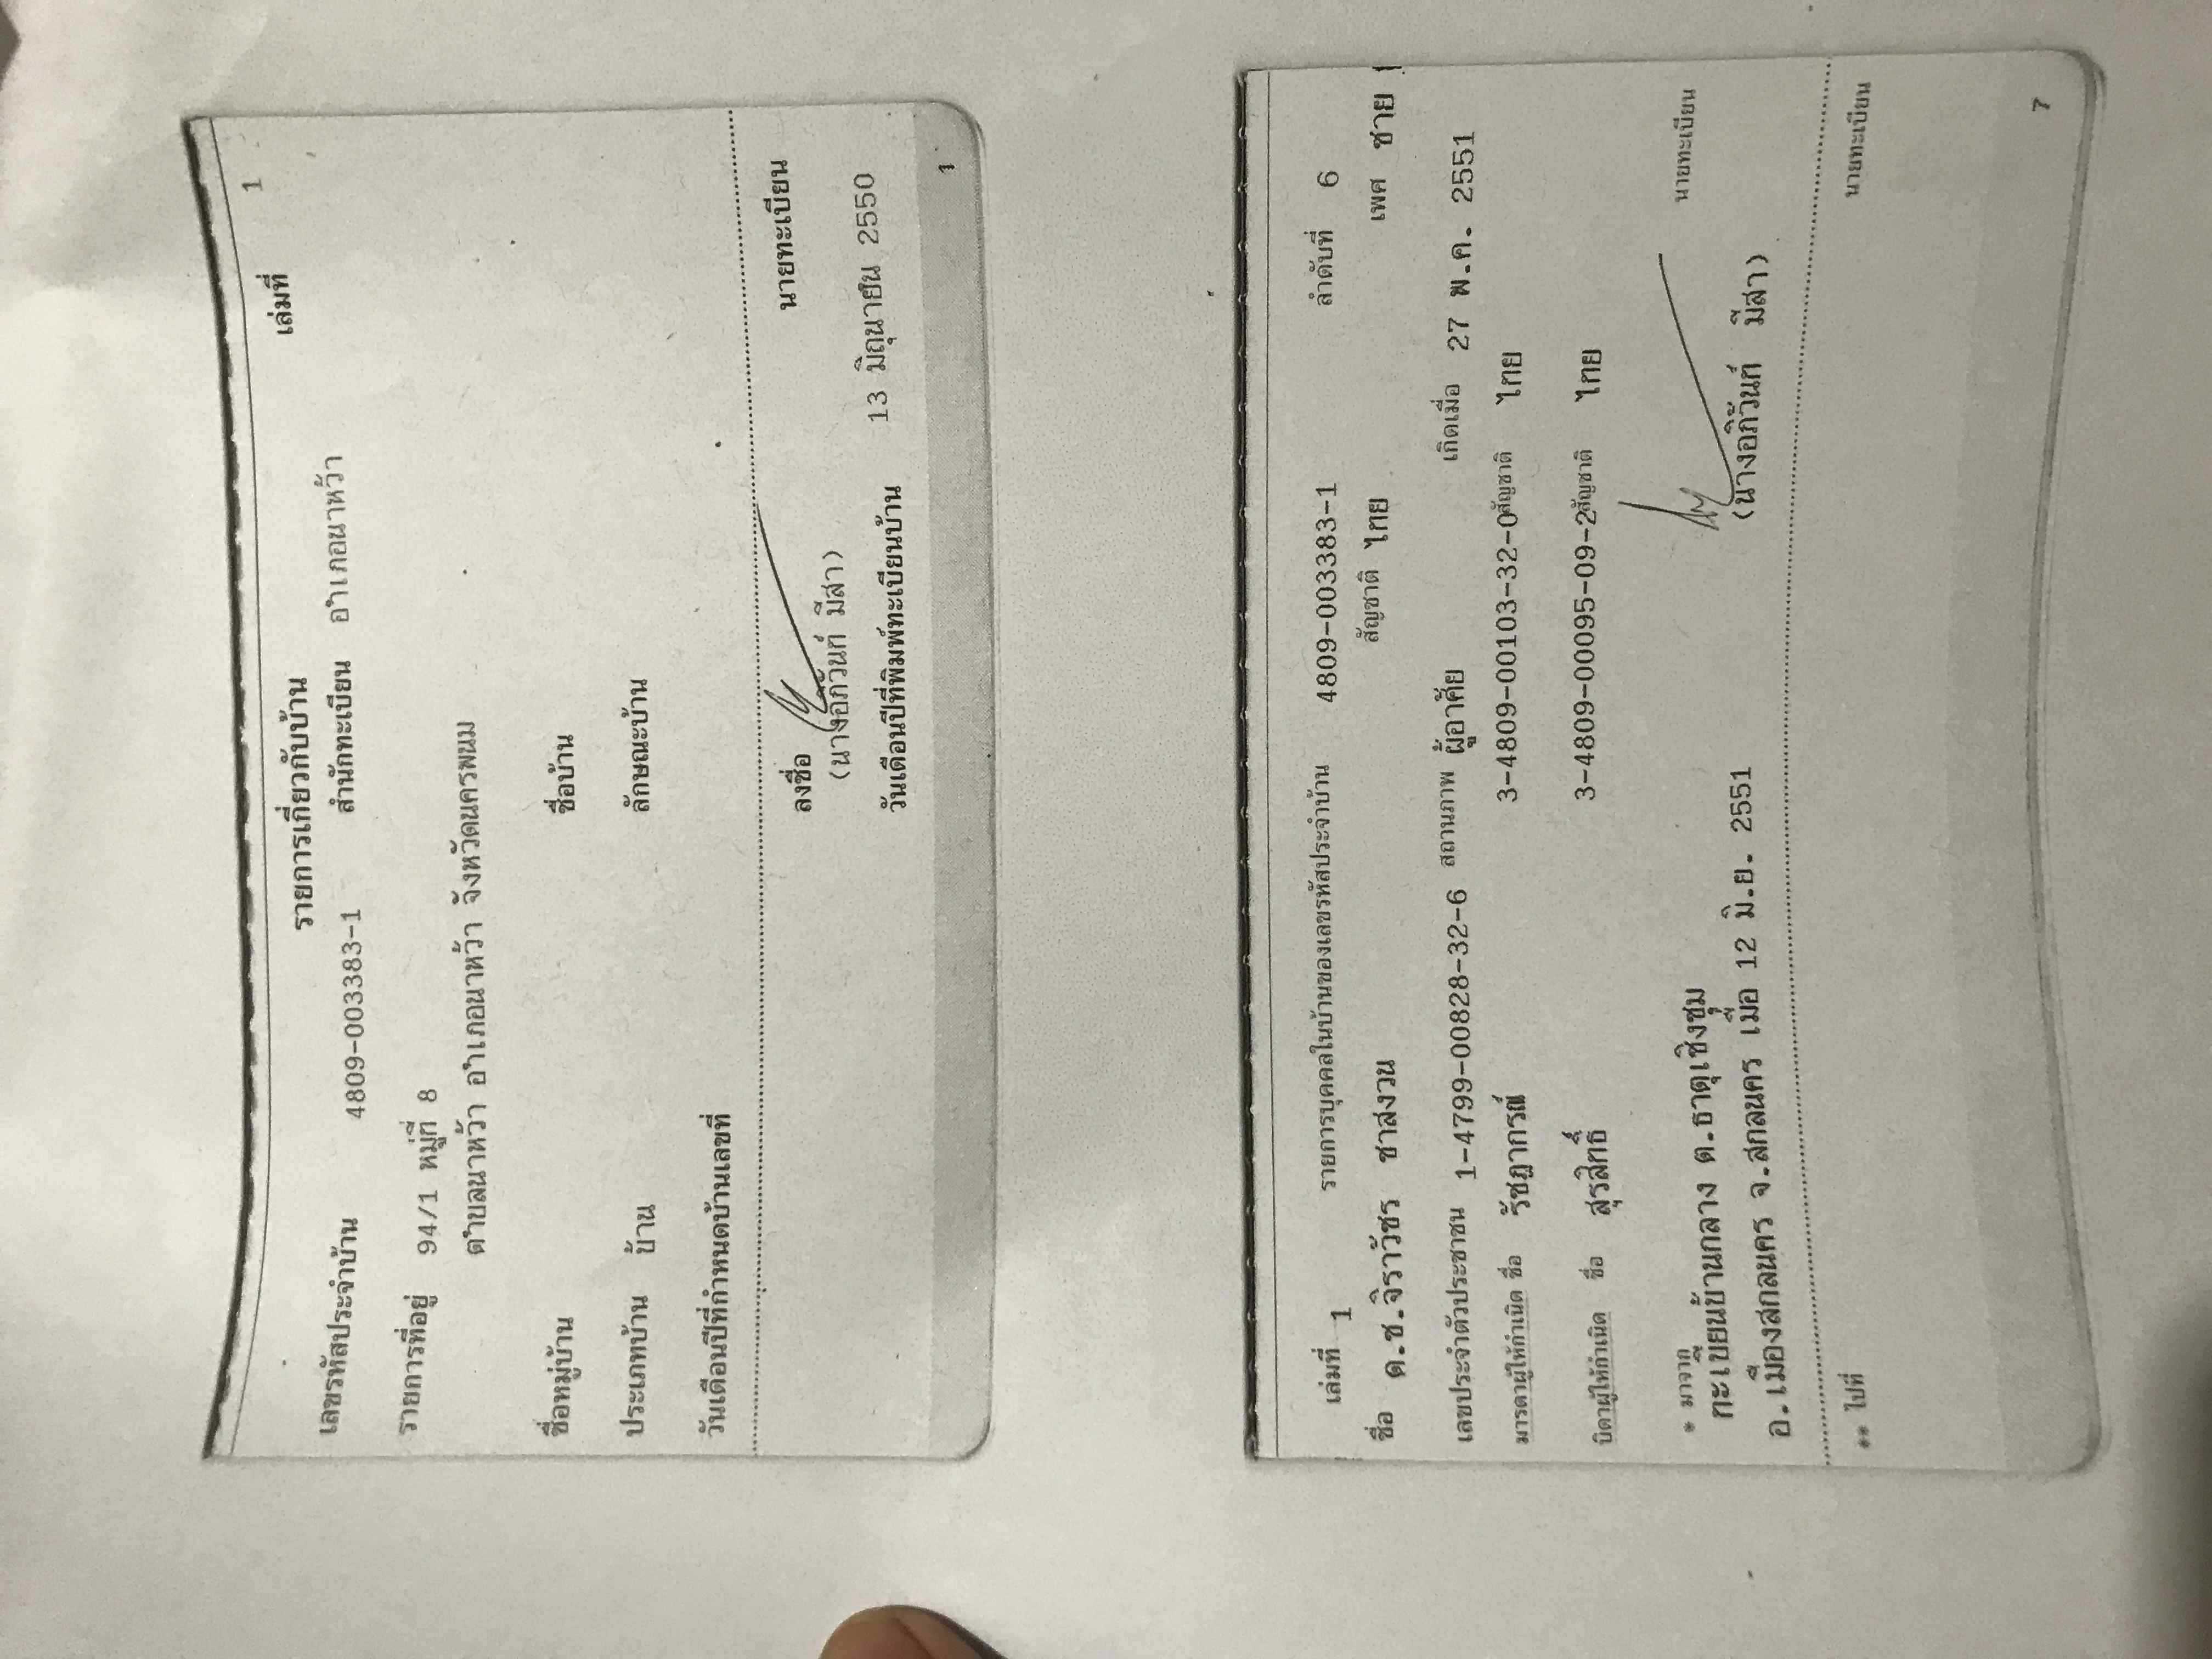 เล่มที่ 1
รายการเกี่ยวกับบ้าน
เลขรหัสประจำบ้าน 4809-003383-1 สำนักทะเบียน อำเภอนาหว้า
รายการที่อยู่ 94/1 หมู่ที่ 8
ตำบลนาหว้า อำเภอนาหว้า จังหวัดนครพนม
ชื่อหมู่บ้าน ชื่อบ้าน
ประเภทบ้าน บ้าน ลักษณะบ้าน
วันเดือนปีที่กำหนดบ้านเลขที่
ลงชื่อ นายทะเบียน
(นางอภิวันท์ มีสา)
วันเดือนปีที่พิมพ์ทะเบียนบ้าน 13 มิถุนายน 2550
1
เล่มที่ 1 รายการบุคคลในบ้านของเลขรหัสประจำบ้าน 4809-003383-1 ลำดับที่ 6
ชื่อ ด.ช.จิราวัชร ชาสงวน สัญชาติ ไทย เพศ ชาย
เลขประจำตัวประชาชน 1-4799-00828-32-6 สถานภาพ ผู้อาศัย เกิดเมื่อ 27 พ.ค. 2551
มารดาผู้ให้กำเนิด ชื่อ รัชฎากรณ์ 3-4809-00103-32-0 สัญชาติ ไทย
บิดาผู้ให้กำเนิด ชื่อ สุรสิทธิ์ 3-4809-00095-09-2 สัญชาติ ไทย
* มาจาก
ทะเบียนบ้านกลาง ต.ธาตุเชิงชุม นายทะเบียน
อ.เมืองสกลนคร จ.สกลนคร เมื่อ 12 มิ.ย. 2551 (นางอภิวันท์ มีสา)
** ไปที่ นายทะเบียน
7